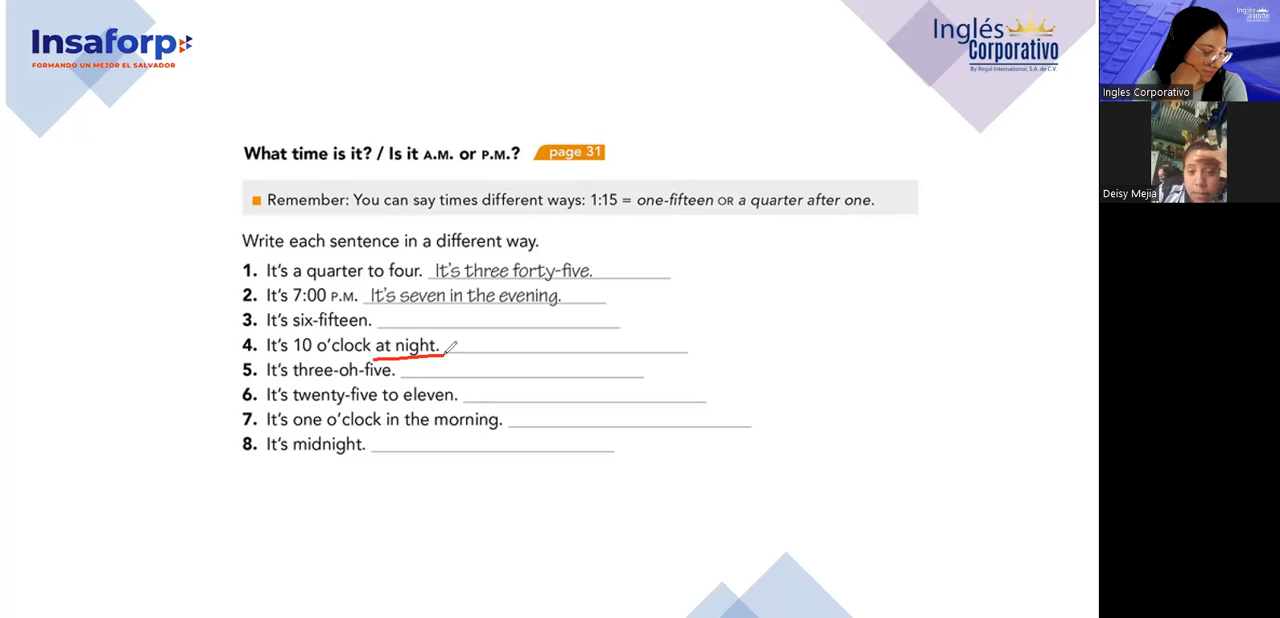 Insaforp
FORMANDO UN MEJOR EL SALVADOR
Inglés
Corporativo
By Regal International, S.A. de C.V.
What time is it? / Is it A.M. or P.M.? page 31
Remember: You can say times different ways: 1:15 = one-fifteen OR a quarter after one.
Write each sentence in a different way.
1. It's a quarter to four. It's three forty-five.
2. It's 7:00 P.M. It's seven in the evening.
3. It's six-fifteen.
4. It's 10 o'clock at night.
5. It's three-oh-five.
6. It's twenty-five to eleven.
7. It's one o'clock in the morning.
8. It's midnight.
Inglés
Ingles Corporativo
Deisy Mejia